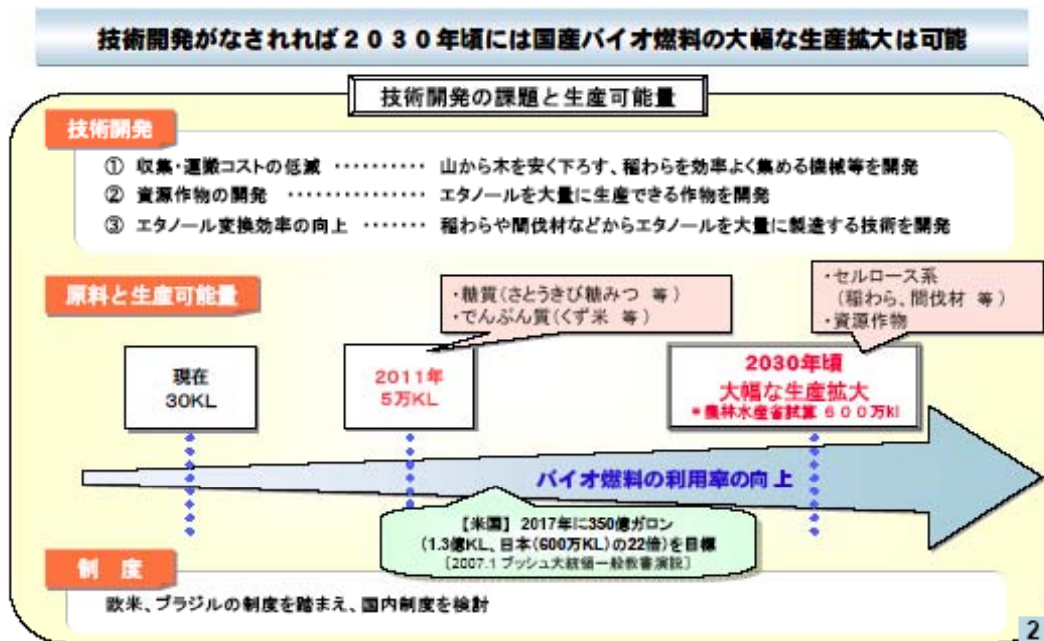 技術開発がなされれば２０３０年頃には国産バイオ燃料の大幅な生産拡大は可能
技術開発の課題と生産可能量
技術開発
① 収集・運搬コストの低減 ‥‥‥‥‥ 山から木を安く下ろす、稲わらを効率よく集める機械等を開発
② 資源作物の開発 ‥‥‥‥‥‥‥ エタノールを大量に生産できる作物を開発
③ エタノール変換効率の向上 ‥‥‥‥ 稲わらや間伐材などからエタノールを大量に製造する技術を開発
原料と生産可能量
・糖質(さとうきび糖みつ 等)
・でんぷん質(くず米 等)
・セルロース系
(稲わら、間伐材 等)
・資源作物
現在
30KL
2011年
5万KL
2030年頃
大幅な生産拡大
*農林水産省試算 600万kl
バイオ燃料の利用率の向上
【米国】 2017年に350億ガロン
(1.3億KL、日本(600万KL)の22倍)を目標
〔2007.1 ブッシュ大統領一般教書演説〕
制 度
欧米、ブラジルの制度を踏まえ、国内制度を検討
2